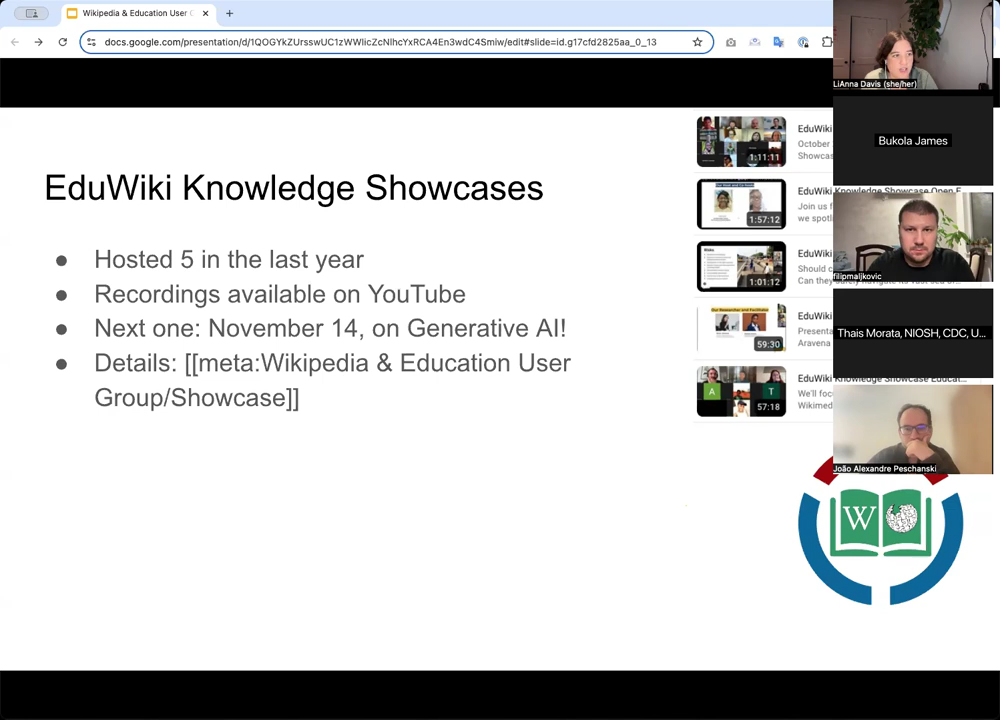 Wikipedia & Education User G
docs.google.com/presentation/d/1QOGYkZUrsswUC1zWWlicZcNlhcYxRCA4En3wdC4Smiw/edit#slide=id.g17cfd2825aa_0_13
EduWiki Knowledge Showcases
Hosted 5 in the last year
Recordings available on YouTube
Next one: November 14, on Generative AI!
Details: [[meta:Wikipedia & Education User
Group/Showcase]]
1:11:11
EduWiki
October
Showcas
1:57:12
EduWiki Knowledge Showcase Open E
Join us f
we spotli
1:01:12
EduWiki
Should c
59:30
EduWiki
Presenta
Aravena
A
T
57:18
EduWiki Knowledge Showcase Educat...
We'll foc
Wikimed
W
LiAnna Davis (she/her)
Bukola James
filipmaljkovic
Thais Morata, NIOSH, CDC, U...
João Alexandre Peschanski